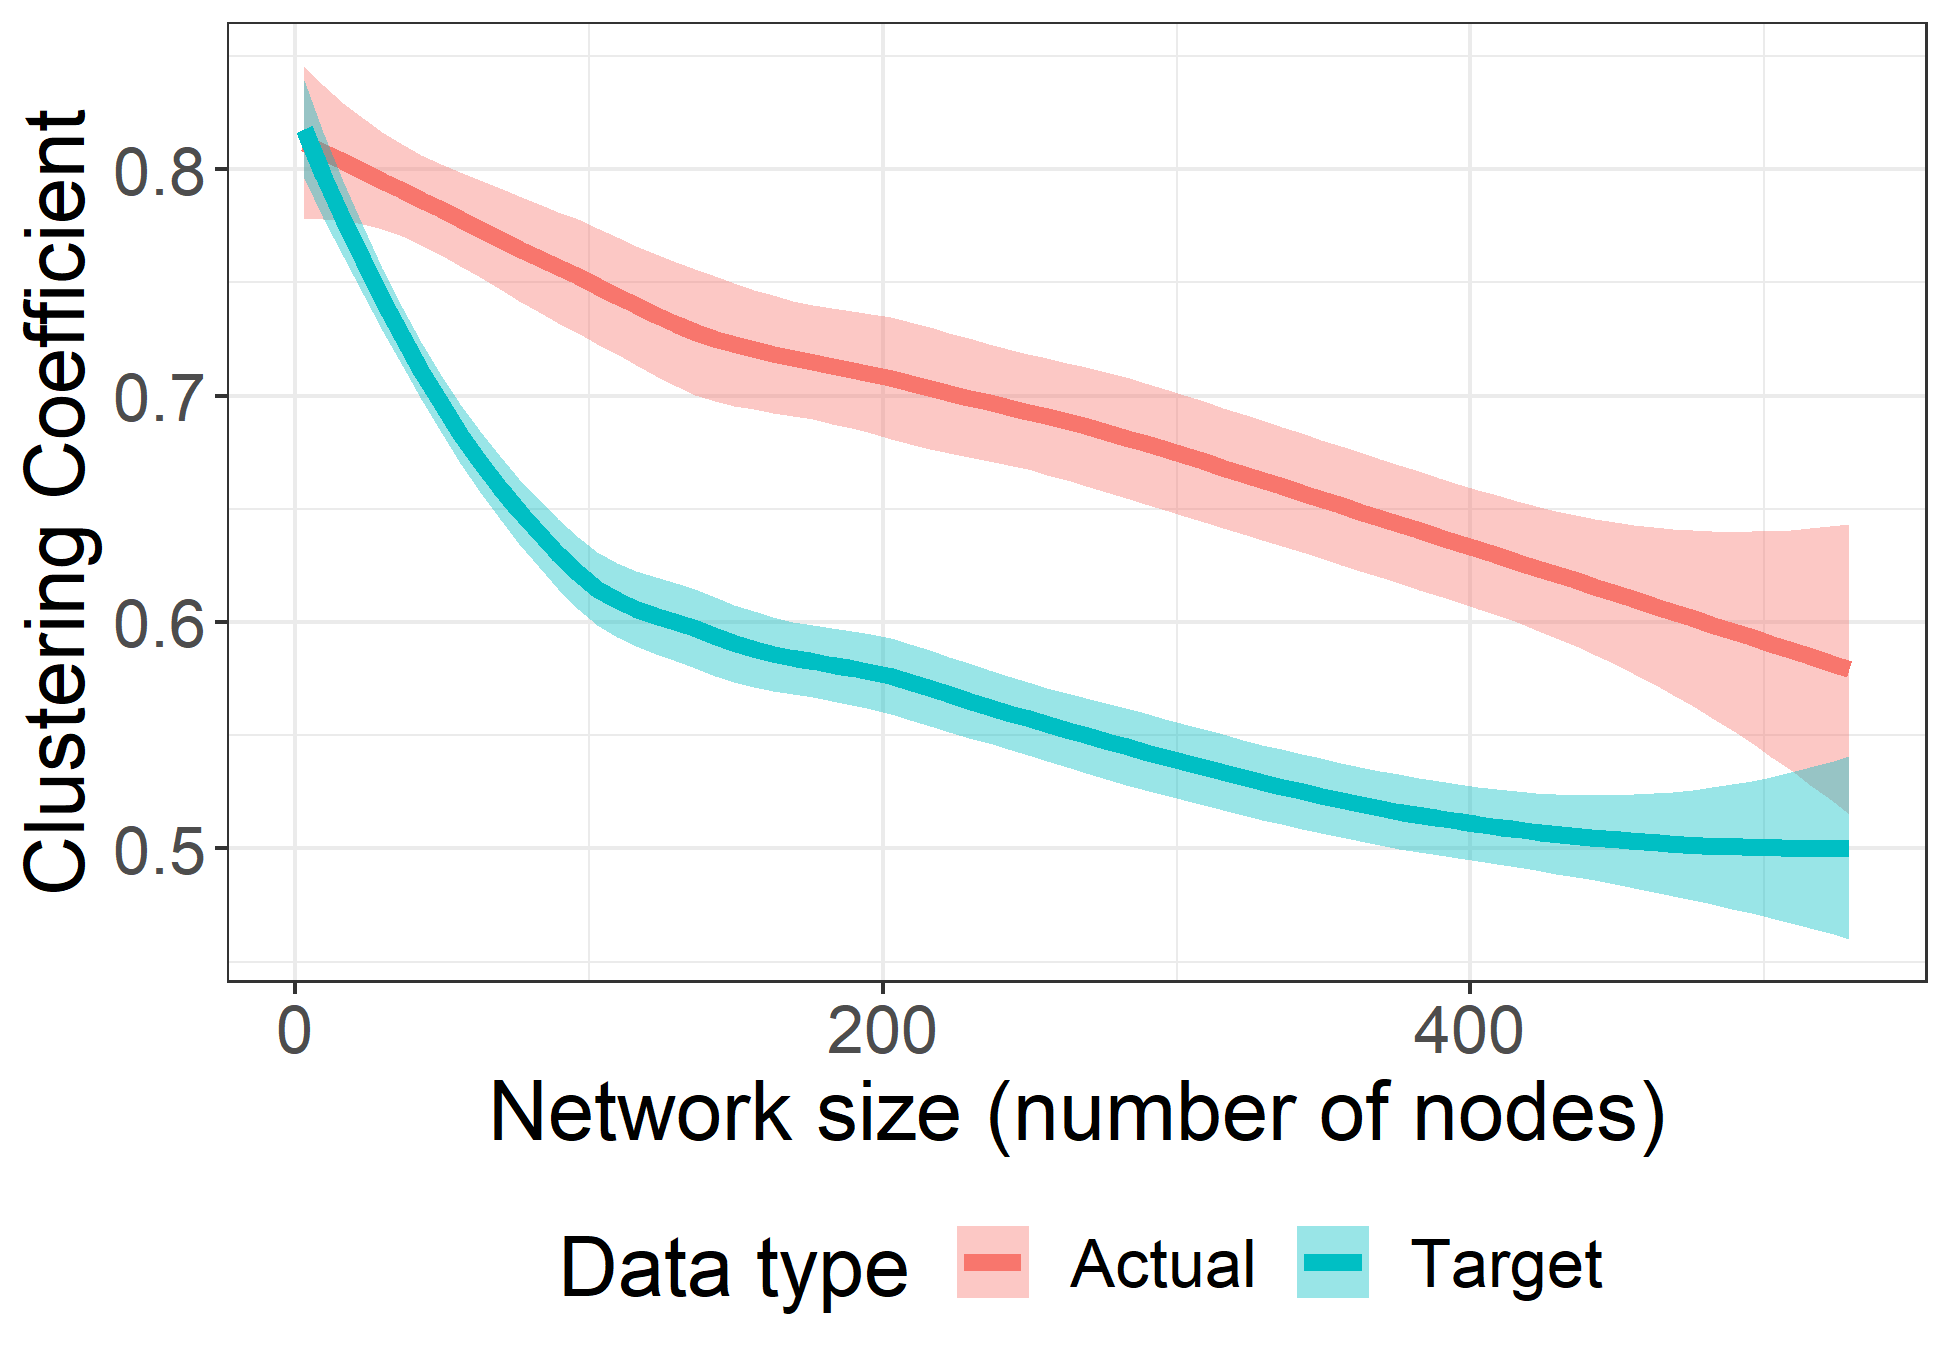 Clustering Coefficient
0.8
0.7
0.6
0.5
0 200 400
Network size (number of nodes)
Data type Actual Target